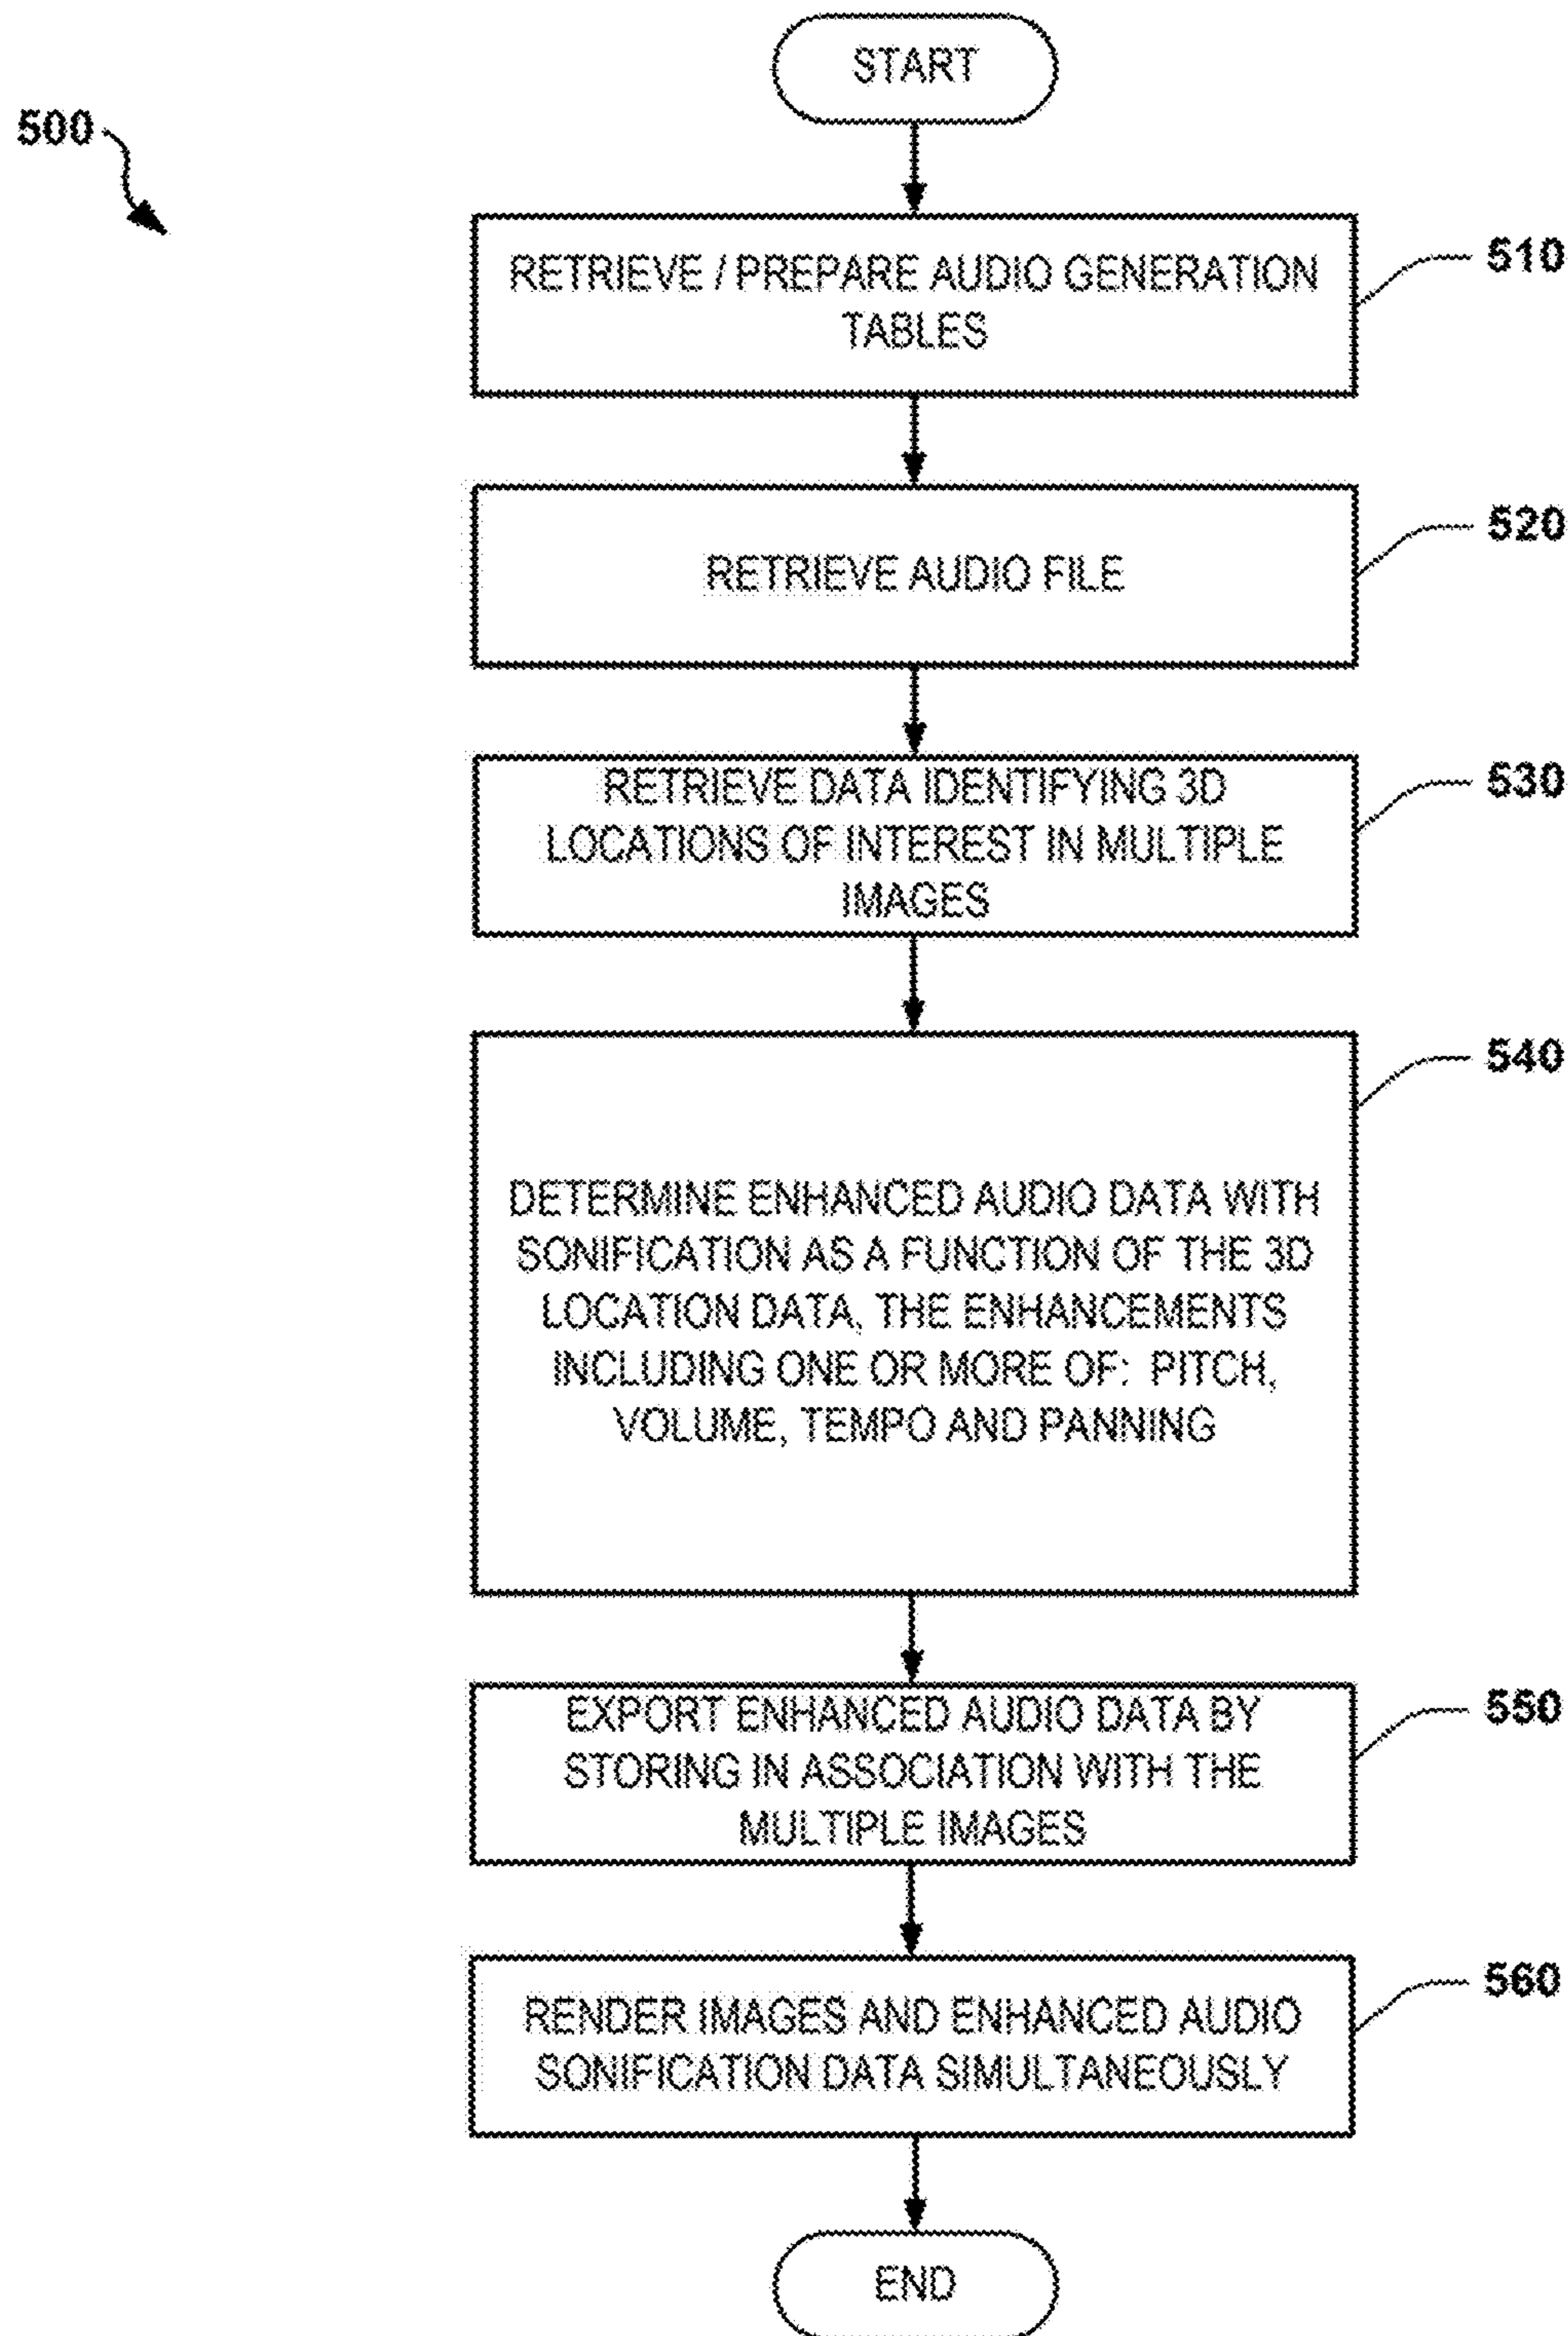 START
500
RETRIEVE / PREPARE AUDIO GENERATION
TABLES
510
RETRIEVE AUDIO FILE
520
RETRIEVE DATA IDENTIFYING 3D
LOCATIONS OF INTEREST IN MULTIPLE
IMAGES
530
DETERMINE ENHANCED AUDIO DATA WITH
SONIFICATION AS A FUNCTION OF THE 3D
LOCATION DATA, THE ENHANCEMENTS
INCLUDING ONE OR MORE OF: PITCH,
VOLUME, TEMPO AND PANNING
540
EXPORT ENHANCED AUDIO DATA BY
STORING IN ASSOCIATION WITH THE
MULTIPLE IMAGES
550
RENDER IMAGES AND ENHANCED AUDIO
SONIFICATION DATA SIMULTANEOUSLY
560
END